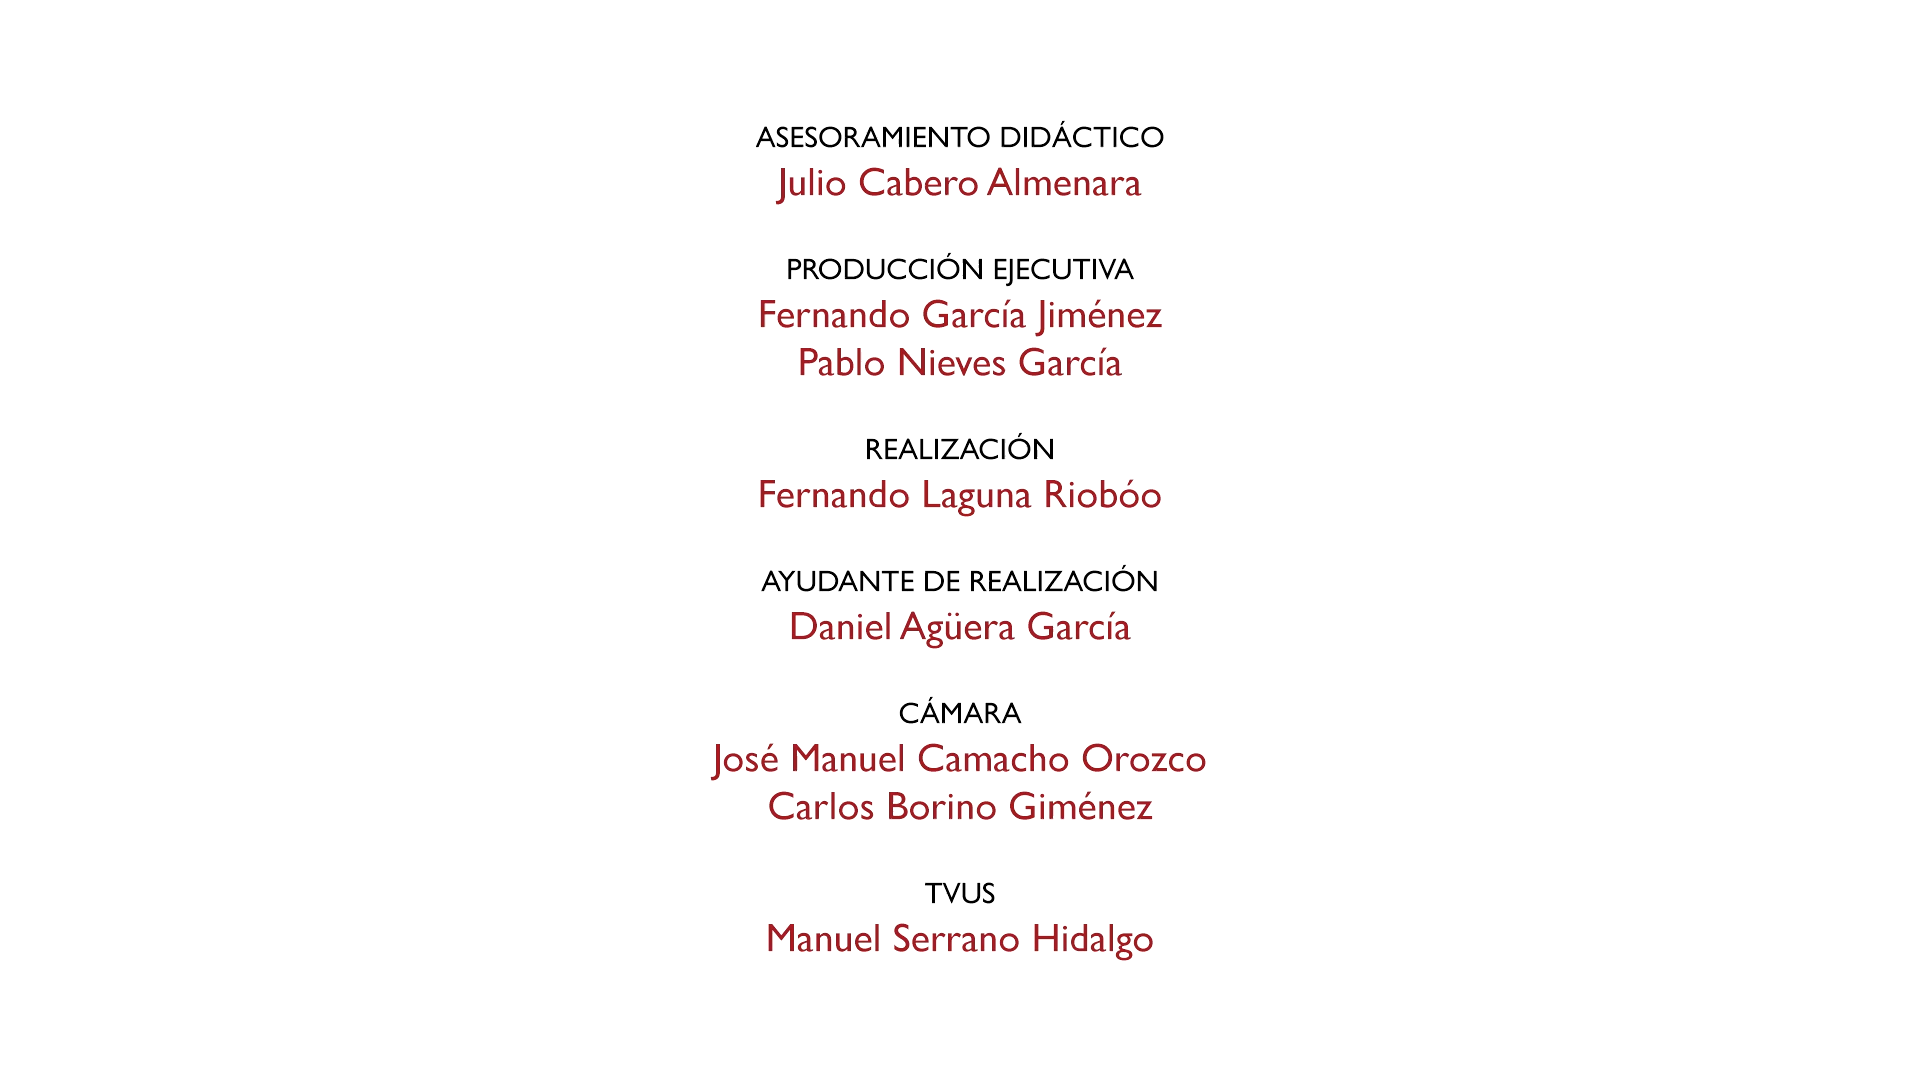 ASESORAMIENTO DIDÁCTICO
Julio Cabero Almenara
PRODUCCIÓN EJECUTIVA
Fernando García Jiménez
Pablo Nieves García
REALIZACIÓN
Fernando Laguna Riobóo
AYUDANTE DE REALIZACIÓN
Daniel Agüera García
CÁMARA
José Manuel Camacho Orozco
Carlos Borino Giménez
TVUS
Manuel Serrano Hidalgo